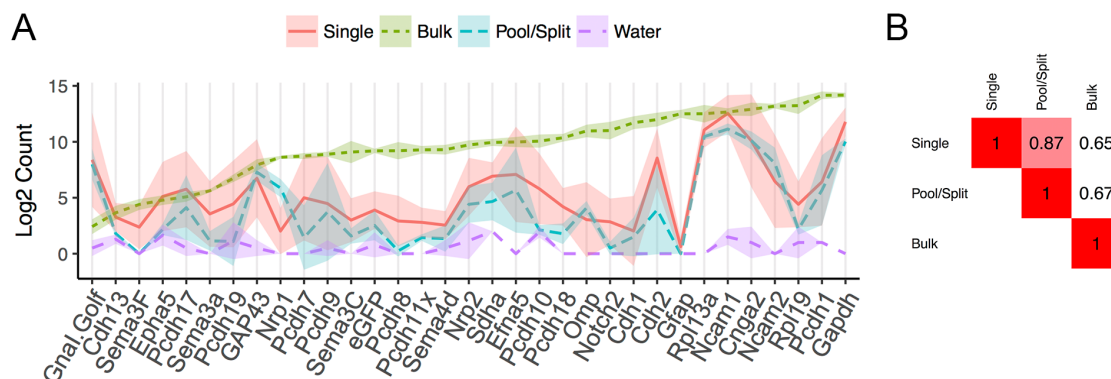 A
B
Single Bulk Pool/Split Water
Single Pool/Split Bulk
Log2 Count
15
10
5
0
Single 1 0.87 0.65
Pool/Split 1 0.67
Bulk 1
Gnal.Golf Cdh13 Sema3F Epha5 Pcdh17 Sema3a Pcdh19 GAP43 Nrp1 Pcdh7 Pcdh9 Sema3C eGFP Pcdh8 Pcdh11x Sema4d Nrp2 Sdha Efna5 Pcdh10 Pcdh18 Omp Notch2 Cdh1 Cdh2 Gfap Rpl13a Ncam1 Cnga2 Ncam2 Rpl19 Pcdh1 Gapdh